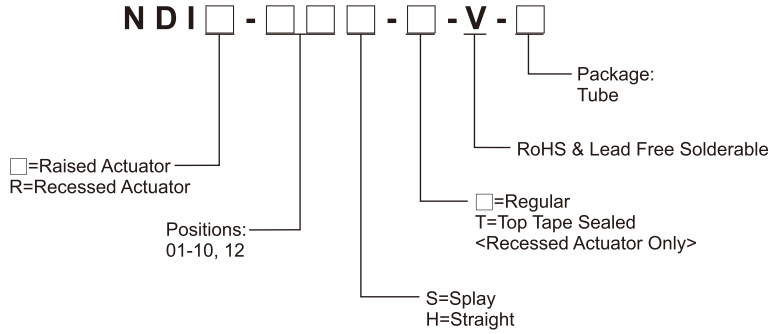 NDI□-□□□-□-V-□
Package:
Tube
RoHS & Lead Free Solderable
□=Raised Actuator
R=Recessed Actuator
□=Regular
T=Top Tape Sealed
<Recessed Actuator Only>
Positions:
01-10, 12
S=Splay
H=Straight